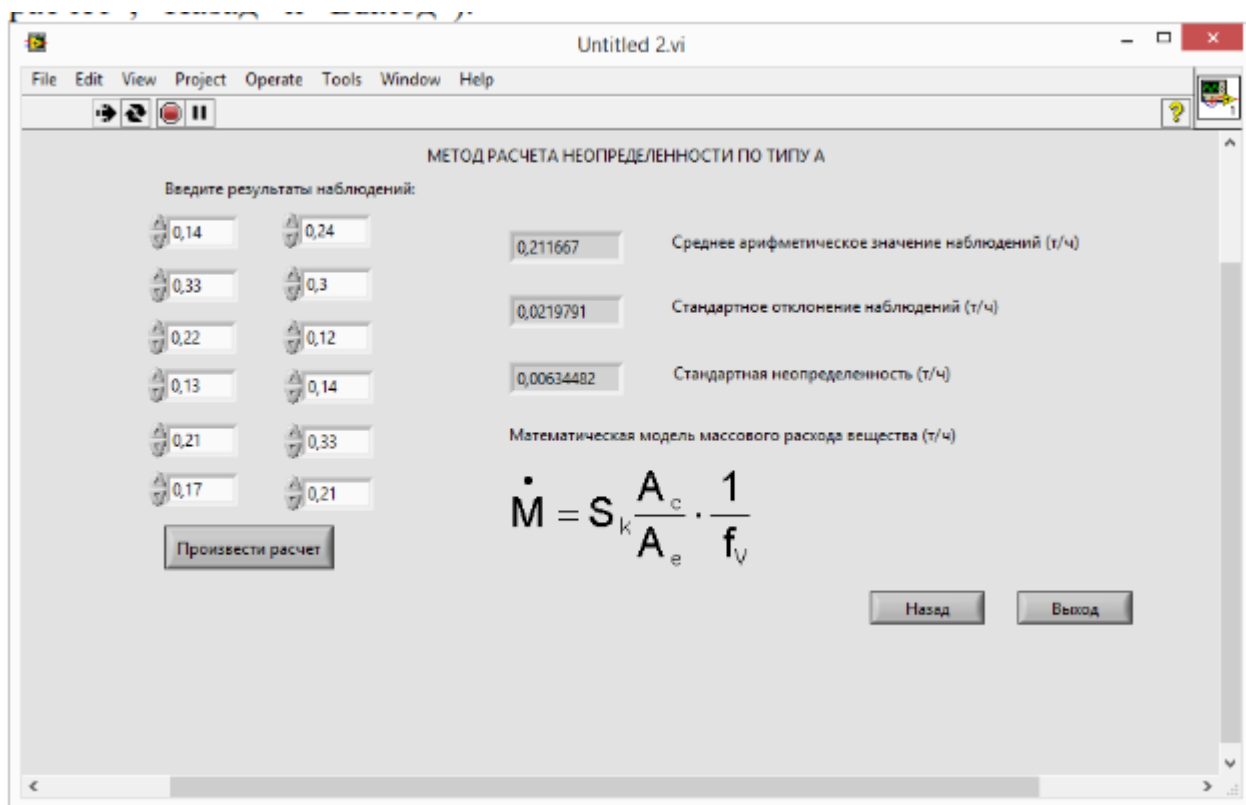 Untitled 2.vi
File Edit View Project Operate Tools Window Help
МЕТОД РАСЧЕТА НЕОПРЕДЕЛЕННОСТИ ПО ТИПУ А
Введите результаты наблюдений:
0,14 0,24
0,33 0,3
0,22 0,12
0,13 0,14
0,21 0,33
0,17 0,21
Произвести расчет
0,211667 Среднее арифметическое значение наблюдений (т/ч)
0,0219791 Стандартное отклонение наблюдений (т/ч)
0,00634482 Стандартная неопределенность (т/ч)
Математическая модель массового расхода вещества (т/ч)
Ṁ = S_k A_c / A_e · 1 / f_V
Назад Выход